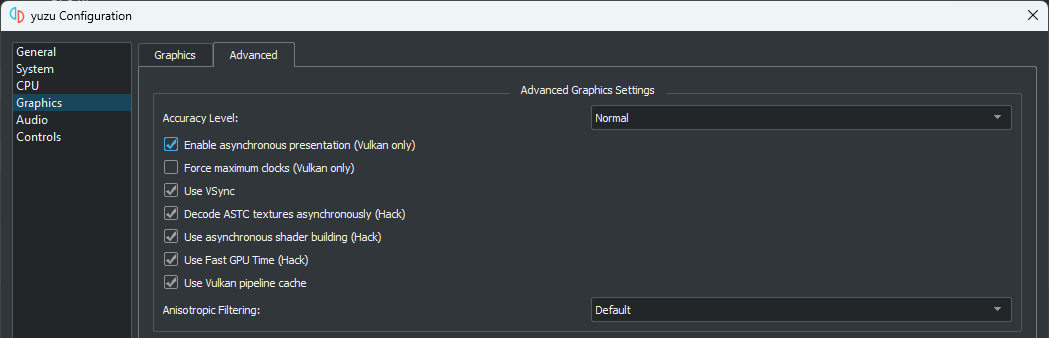 yuzu Configuration
General
System
CPU
Graphics
Audio
Controls
Graphics
Advanced
Advanced Graphics Settings
Accuracy Level:
Normal
Enable asynchronous presentation (Vulkan only)
Force maximum clocks (Vulkan only)
Use VSync
Decode ASTC textures asynchronously (Hack)
Use asynchronous shader building (Hack)
Use Fast GPU Time (Hack)
Use Vulkan pipeline cache
Anisotropic Filtering:
Default